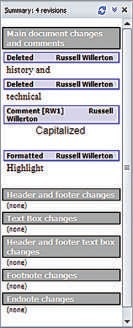 Summary: 4 revisions
Main document changes
and comments
Deleted Russell Willerton
history and
Deleted Russell Willerton
technical
Comment [RW1] Russell
Willerton
Capitalized
Formatted Russell Willerton
Highlight
Header and footer changes
(none)
Text Box changes
(none)
Header and footer text box
changes
(none)
Footnote changes
(none)
Endnote changes
(none)